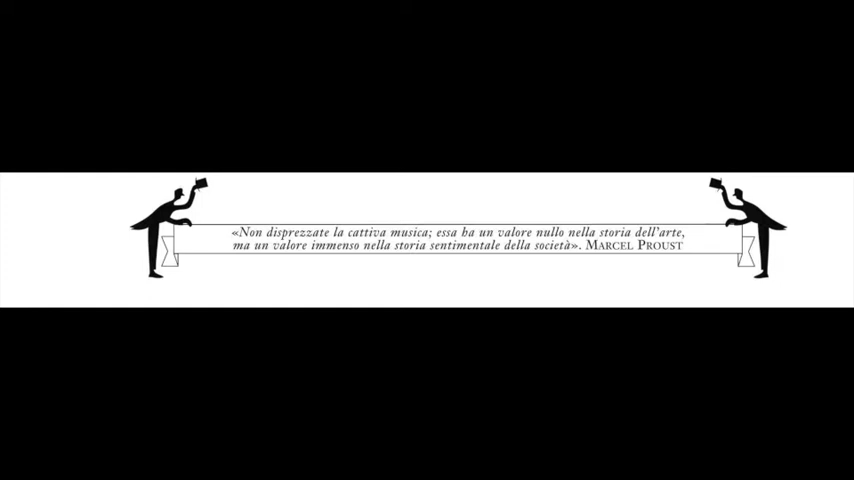 «Non disprezzate la cattiva musica; essa ha un valore nullo nella storia dell'arte,
ma un valore immenso nella storia sentimentale della società». MARCEL PROUST